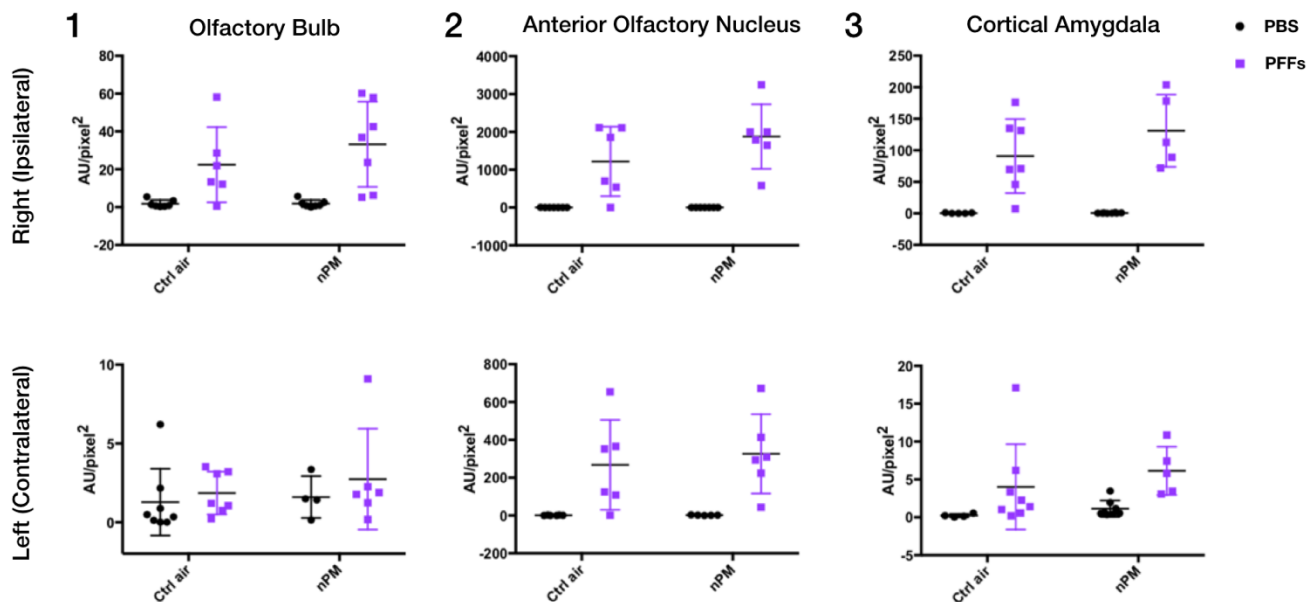 1 Olfactory Bulb
2 Anterior Olfactory Nucleus
3 Cortical Amygdala
PBS
PFFs
Right (Ipsilateral)
AU/pixel²
80
60
40
20
0
-20
Ctrl air
nPM
AU/pixel²
4000
3000
2000
1000
0
-1000
Ctrl air
nPM
AU/pixel²
250
200
150
100
50
0
-50
Ctrl air
nPM
Left (Contralateral)
AU/pixel²
10
5
0
Ctrl air
nPM
AU/pixel²
800
600
400
200
0
-200
Ctrl air
nPM
AU/pixel²
20
15
10
5
0
-5
Ctrl air
nPM